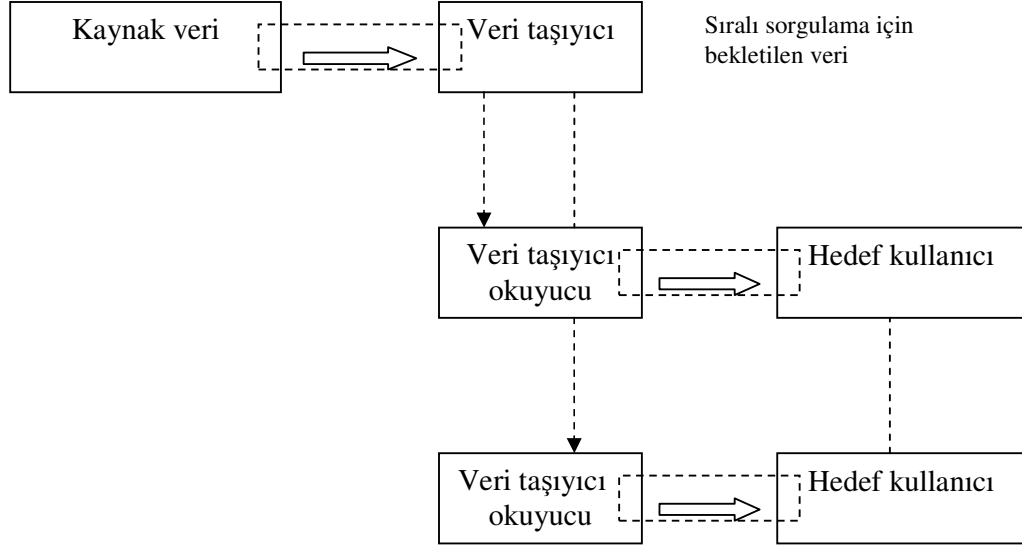 Kaynak veri
Veri taşıyıcı
Sıralı sorgulama için
bekletilen veri
Veri taşıyıcı
okuyucu
Hedef kullanıcı
Veri taşıyıcı
okuyucu
Hedef kullanıcı